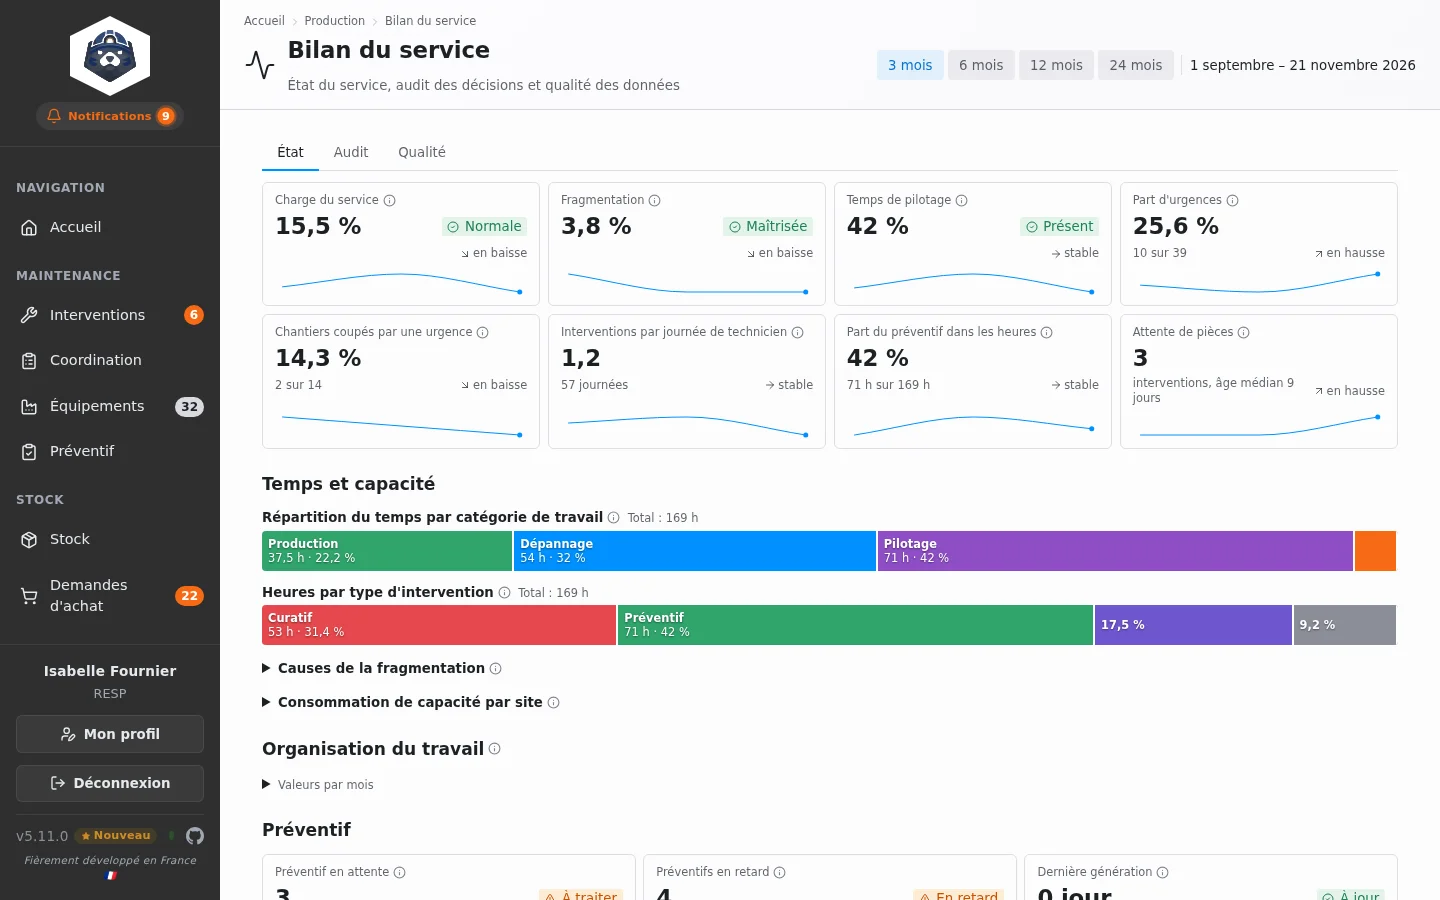 Notifications 9
NAVIGATION
Accueil
MAINTENANCE
Interventions 6
Coordination
Équipements 32
Préventif
STOCK
Stock
Demandes
d'achat 22
Isabelle Fournier
RESP
Mon profil
Déconnexion
v5.11.0 Nouveau
Fièrement développé en France
Accueil Production Bilan du service
Bilan du service
État du service, audit des décisions et qualité des données
3 mois 6 mois 12 mois 24 mois 1 septembre – 21 novembre 2026
État Audit Qualité
Charge du service
15,5 % Normale
en baisse
Fragmentation
3,8 % Maîtrisée
en baisse
Temps de pilotage
42 % Présent
stable
Part d'urgences
25,6 %
10 sur 39 en hausse
Chantiers coupés par une urgence
14,3 %
2 sur 14 en baisse
Interventions par journée de technicien
1,2
57 journées stable
Part du préventif dans les heures
42 %
71 h sur 169 h stable
Attente de pièces
3
interventions, âge médian 9
jours en hausse
Temps et capacité
Répartition du temps par catégorie de travail Total : 169 h
Production
37,5 h · 22,2 %
Dépannage
54 h · 32 %
Pilotage
71 h · 42 %
Heures par type d'intervention Total : 169 h
Curatif
53 h · 31,4 %
Préventif
71 h · 42 %
17,5 %
9,2 %
Causes de la fragmentation
Consommation de capacité par site
Organisation du travail
Valeurs par mois
Préventif
Préventif en attente
3 À traiter
Préventifs en retard
4 En retard
Dernière génération
0 jour À jour